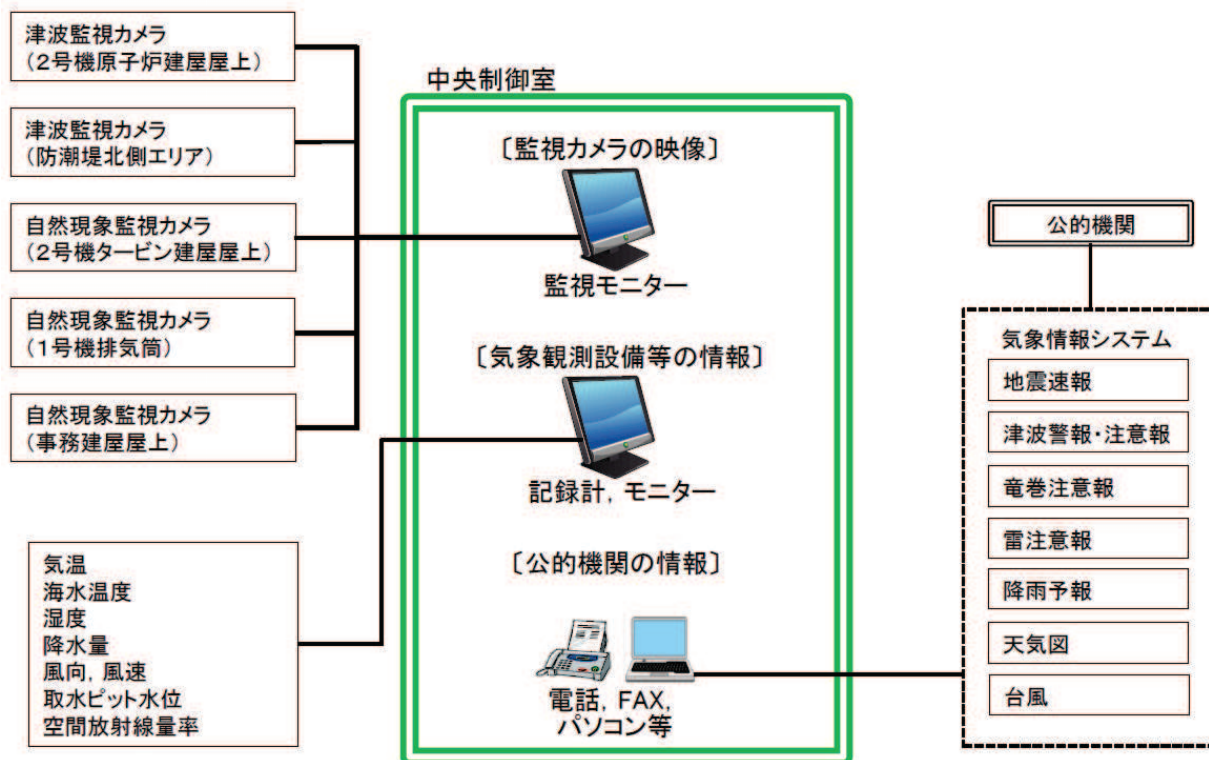 津波監視カメラ
(2号機原子炉建屋屋上)
津波監視カメラ
(防潮堤北側エリア)
自然現象監視カメラ
(2号機タービン建屋屋上)
自然現象監視カメラ
(1号機排気筒)
自然現象監視カメラ
(事務建屋屋上)
気温
海水温度
湿度
降水量
風向, 風速
取水ピット水位
空間放射線量率
中央制御室
〔監視カメラの映像〕
監視モニター
〔気象観測設備等の情報〕
記録計, モニター
〔公的機関の情報〕
電話, FAX,
パソコン等
公的機関
気象情報システム
地震速報
津波警報・注意報
竜巻注意報
雷注意報
降雨予報
天気図
台風